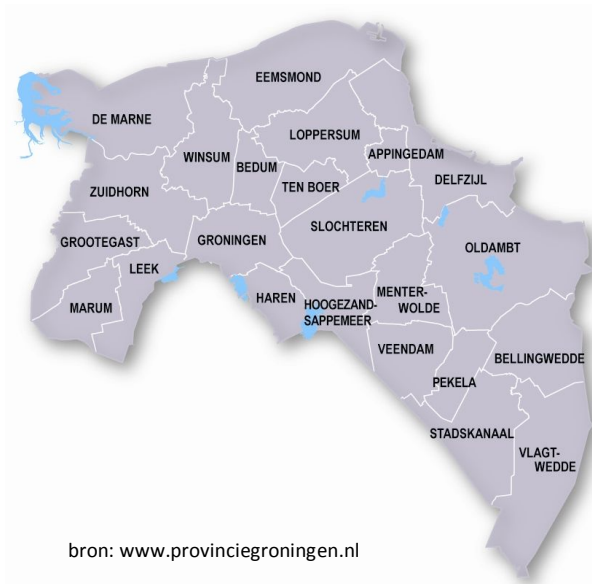 EEMSMOND
DE MARNE
LOPPERSUM
WINSUM
BEDUM
APPINGEDAM
DELFZIJL
ZUIDHORN
TEN BOER
SLOCHTEREN
GROOTEGAST
GRONINGEN
OLDAMBT
LEEK
MARUM
HAREN
HOOGEZAND-
SAPPEMEER
MENTER-
WOLDE
VEENDAM
BELLINGWEDDE
PEKELA
STADSKANAAL
VLAGT-
WEDDE
bron: www.provinciegroningen.nl